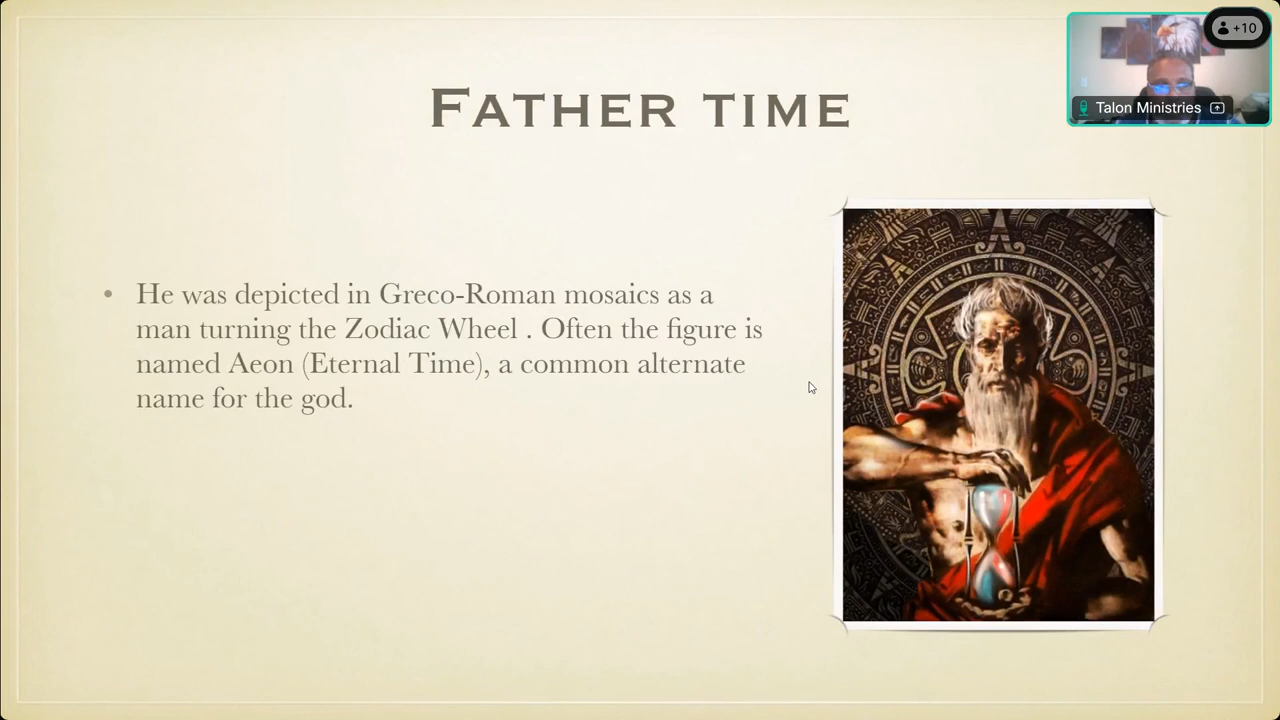 +10
Talon Ministries
FATHER TIME
• He was depicted in Greco-Roman mosaics as a
man turning the Zodiac Wheel . Often the figure is
named Aeon (Eternal Time), a common alternate
name for the god.